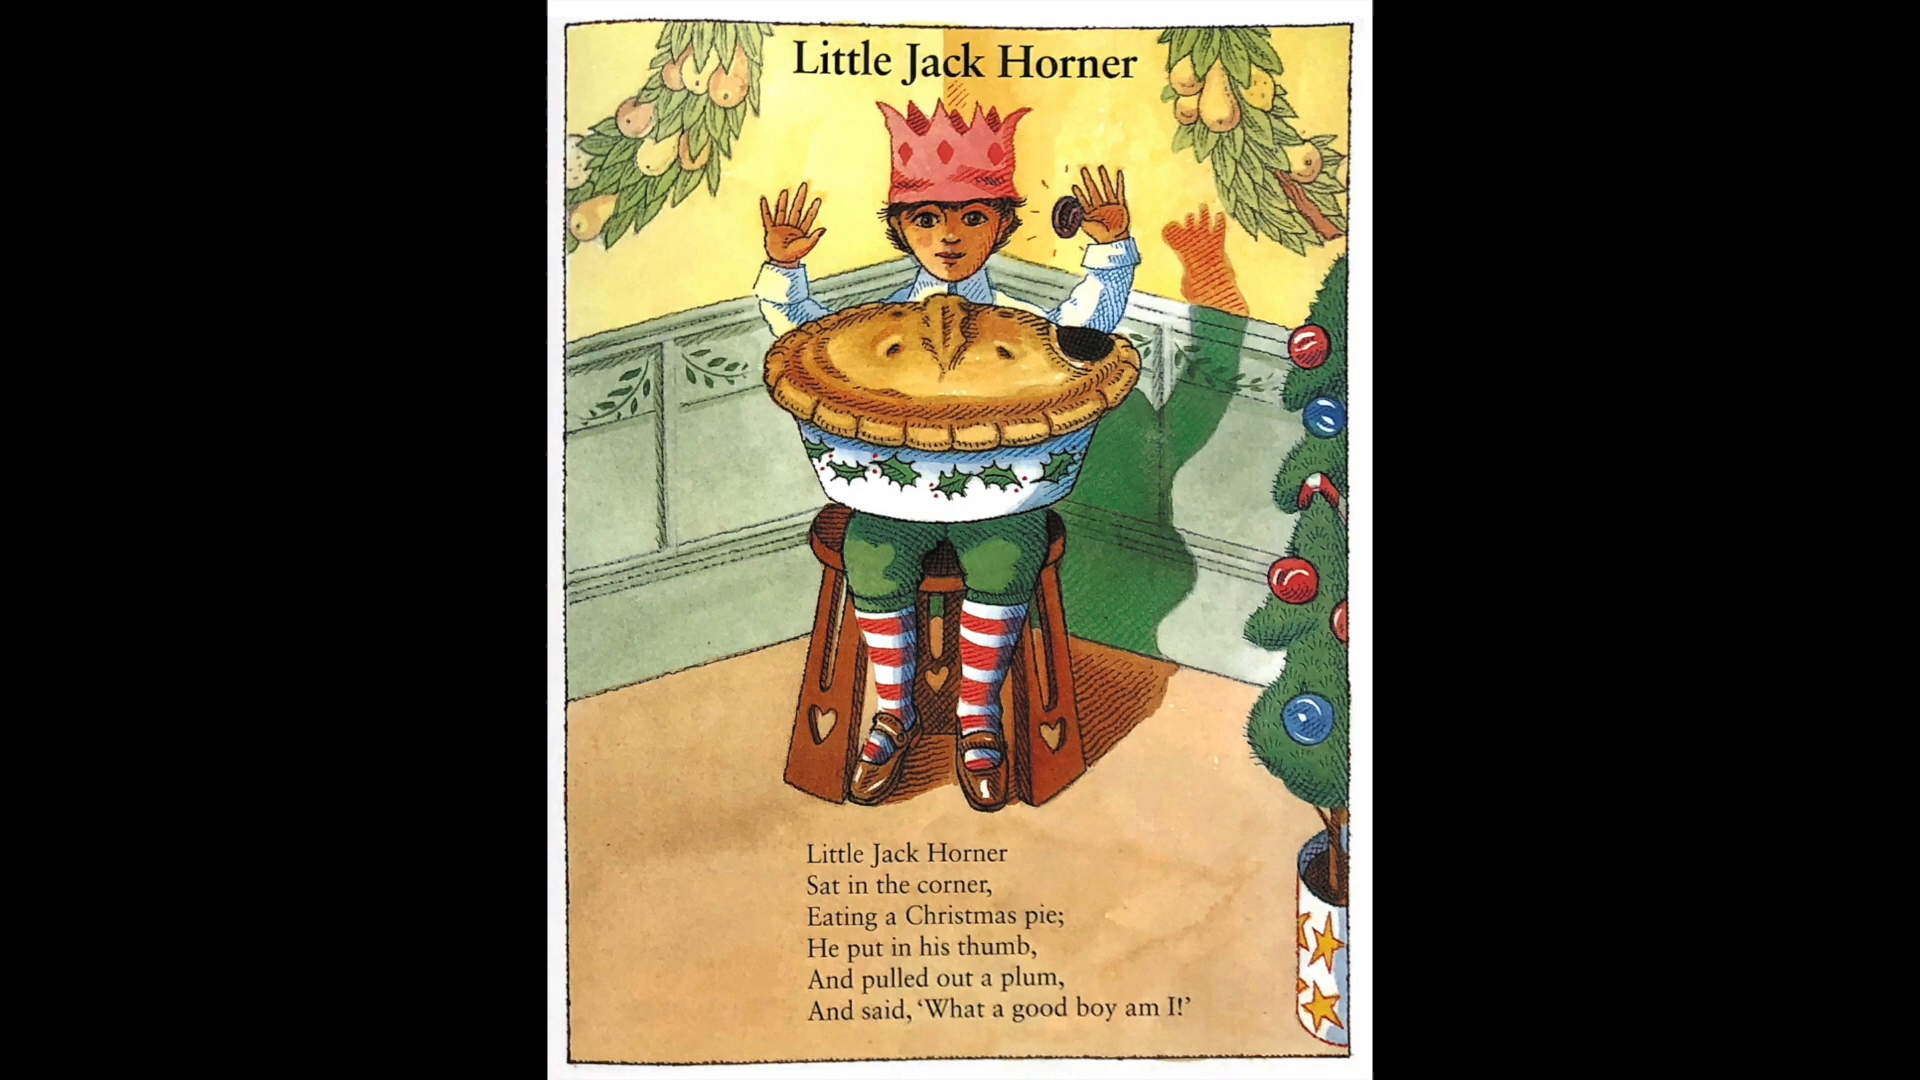 Little Jack Horner
Little Jack Horner
Sat in the corner,
Eating a Christmas pie;
He put in his thumb,
And pulled out a plum,
And said, ‘What a good boy am I!’